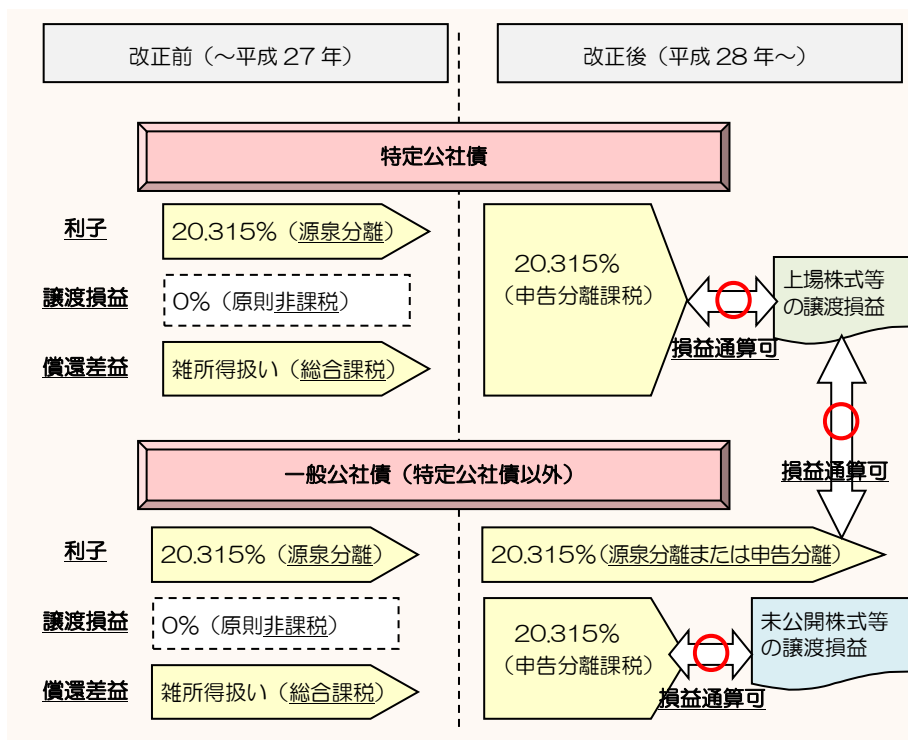 改正前（～平成 27 年）
改正後（平成 28 年～）
特定公社債
利子
20.315%（源泉分離）
譲渡損益
0%（原則非課税）
償還差益
雑所得扱い（総合課税）
20.315%
（申告分離課税）
損益通算可
上場株式等
の譲渡損益
損益通算可
一般公社債（特定公社債以外）
利子
20.315%（源泉分離）
20.315%（源泉分離または申告分離）
譲渡損益
0%（原則非課税）
償還差益
雑所得扱い（総合課税）
20.315%
（申告分離課税）
損益通算可
未公開株式等
の譲渡損益